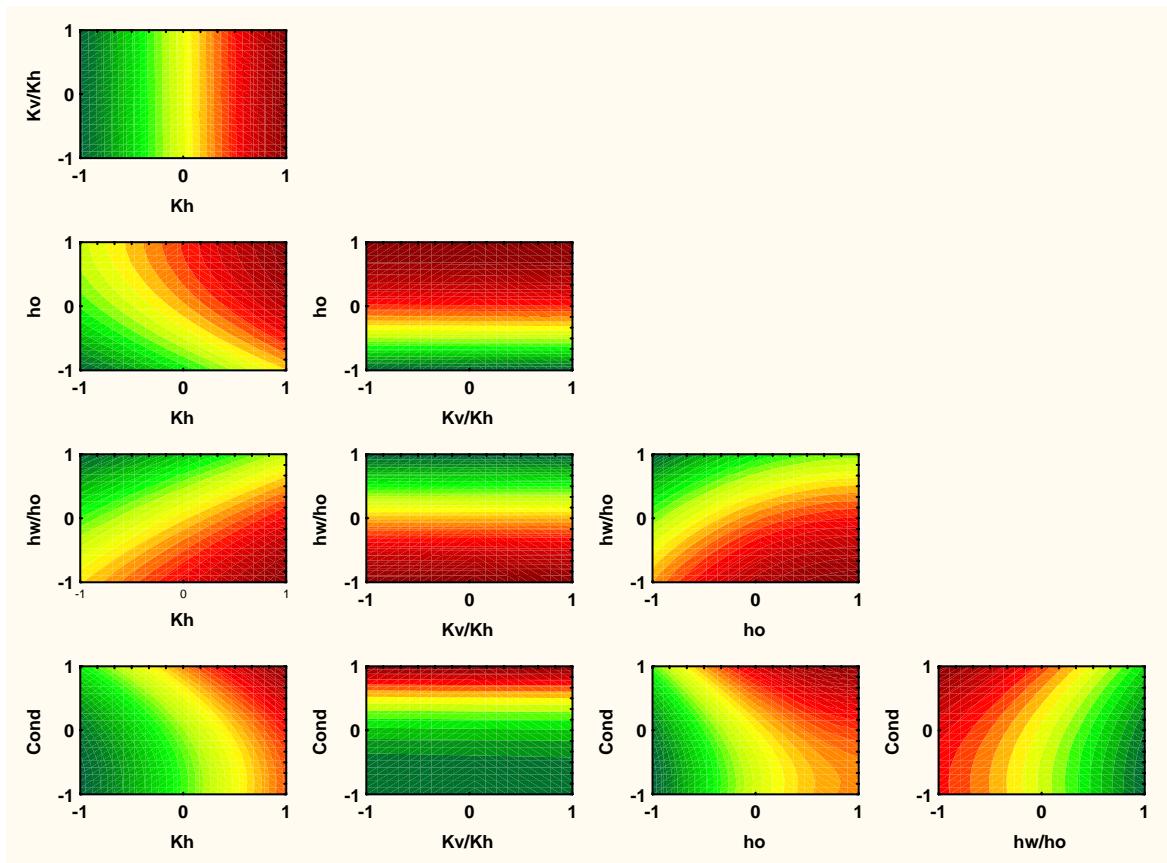 1
Kv/Kh
0
-1
-1 0 1
Kh
1 1
ho ho
0 0
-1 -1
-1 0 1 -1 0 1
Kh Kv/Kh
1 1 1
hw/ho hw/ho hw/ho
0 0 0
-1 -1 -1
-1 0 1 -1 0 1 -1 0 1
Kh Kv/Kh ho
1 1 1 1
Cond Cond Cond Cond
0 0 0 0
-1 -1 -1 -1
-1 0 1 -1 0 1 -1 0 1 -1 0 1
Kh Kv/Kh ho hw/ho